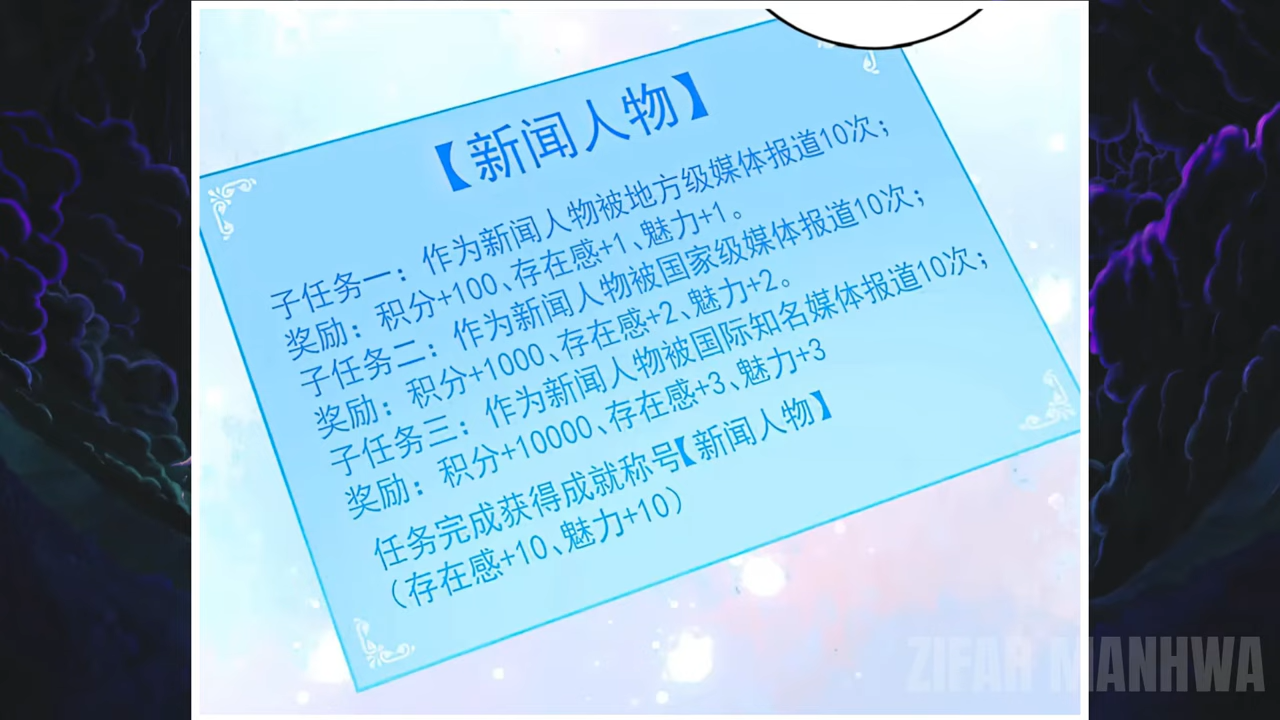 【新闻人物】
子任务一：作为新闻人物被地方级媒体报道10次；
奖励：积分+100、存在感+1、魅力+1。
子任务二：作为新闻人物被国家级媒体报道10次；
奖励：积分+1000、存在感+2、魅力+2。
子任务三：作为新闻人物被国际知名媒体报道10次；
奖励：积分+10000、存在感+3、魅力+3
任务完成获得成就称号【新闻人物】
（存在感+10、魅力+10）
ZIFAR MANHWA